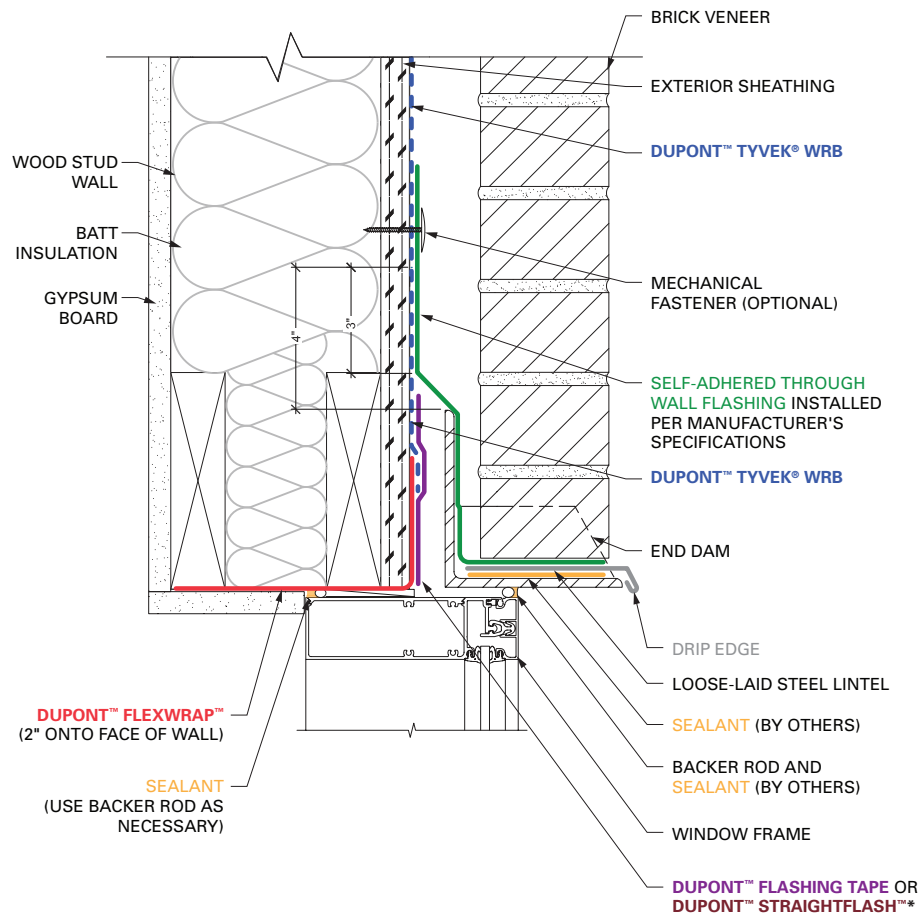 BRICK VENEER
EXTERIOR SHEATHING
DUPONT™ TYVEK® WRB
WOOD STUD
WALL
BATT
INSULATION
GYPSUM
BOARD
MECHANICAL
FASTENER (OPTIONAL)
4"
3"
SELF-ADHERED THROUGH
WALL FLASHING INSTALLED
PER MANUFACTURER'S
SPECIFICATIONS
DUPONT™ TYVEK® WRB
END DAM
DRIP EDGE
LOOSE-LAID STEEL LINTEL
DUPONT™ FLEXWRAP™
(2" ONTO FACE OF WALL)
SEALANT (BY OTHERS)
BACKER ROD AND
SEALANT (BY OTHERS)
SEALANT
(USE BACKER ROD AS
NECESSARY)
WINDOW FRAME
DUPONT™ FLASHING TAPE OR
DUPONT™ STRAIGHTFLASH™*